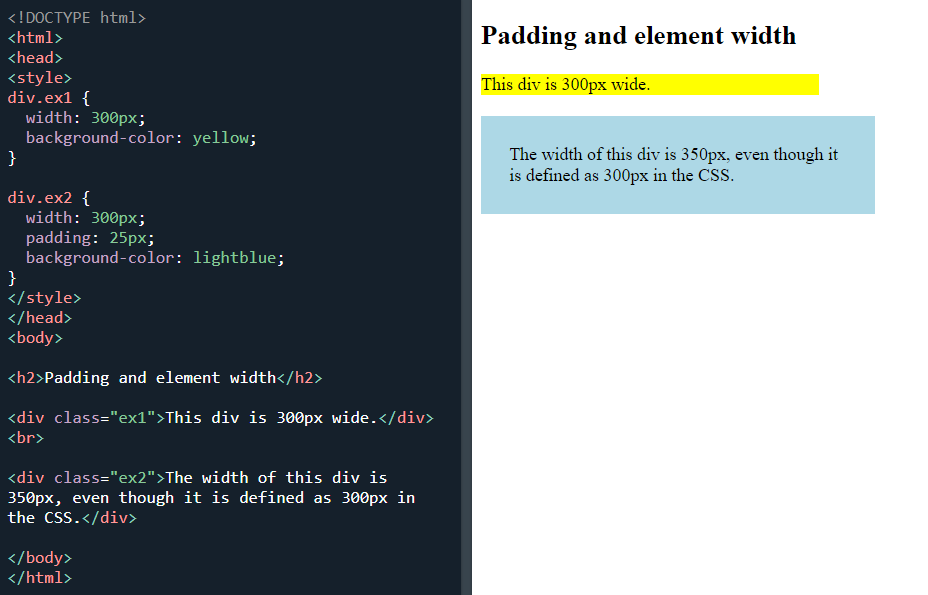 <!DOCTYPE html>
<html>
<head>
<style>
div.ex1 {
  width: 300px;
  background-color: yellow;
}

div.ex2 {
  width: 300px;
  padding: 25px;
  background-color: lightblue;
}
</style>
</head>
<body>

<h2>Padding and element width</h2>

<div class="ex1">This div is 300px wide.</div>
<br>

<div class="ex2">The width of this div is
350px, even though it is defined as 300px in
the CSS.</div>

</body>
</html>
Padding and element width
This div is 300px wide.
The width of this div is 350px, even though it
is defined as 300px in the CSS.